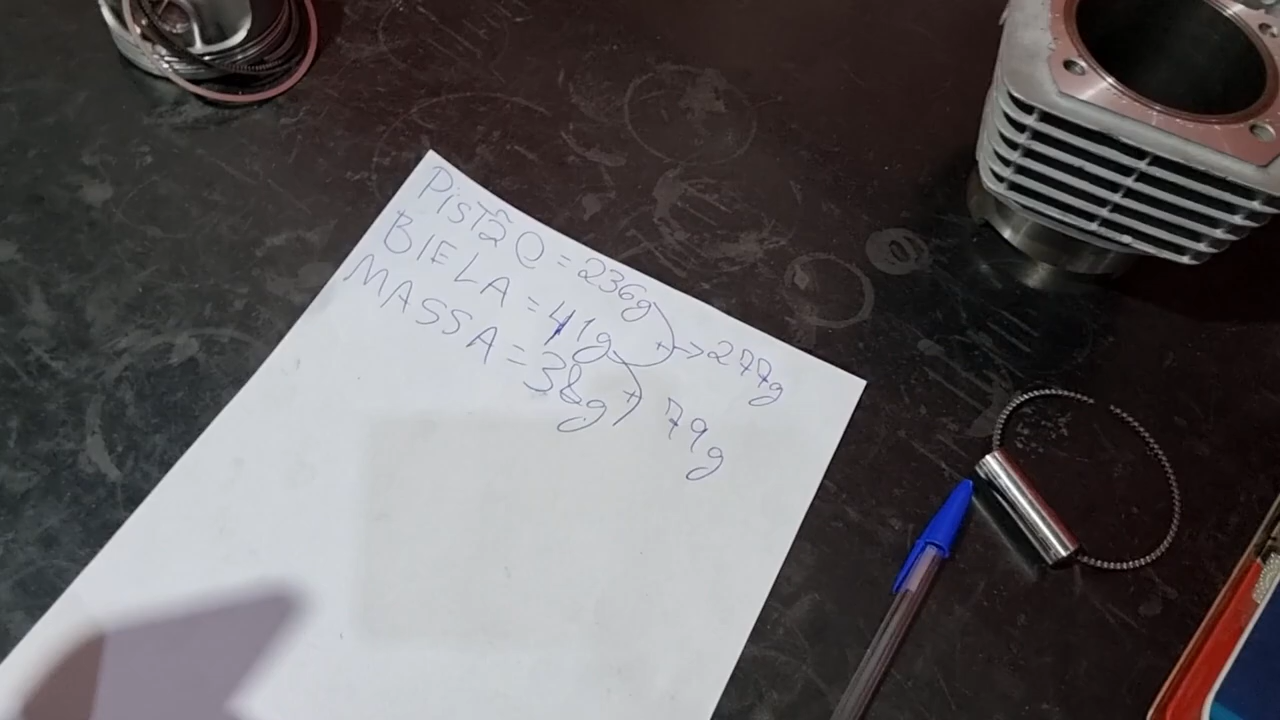 PISTÃO = 236g
BIELA = 41g + → 277g
MASSA = 38g + 79g